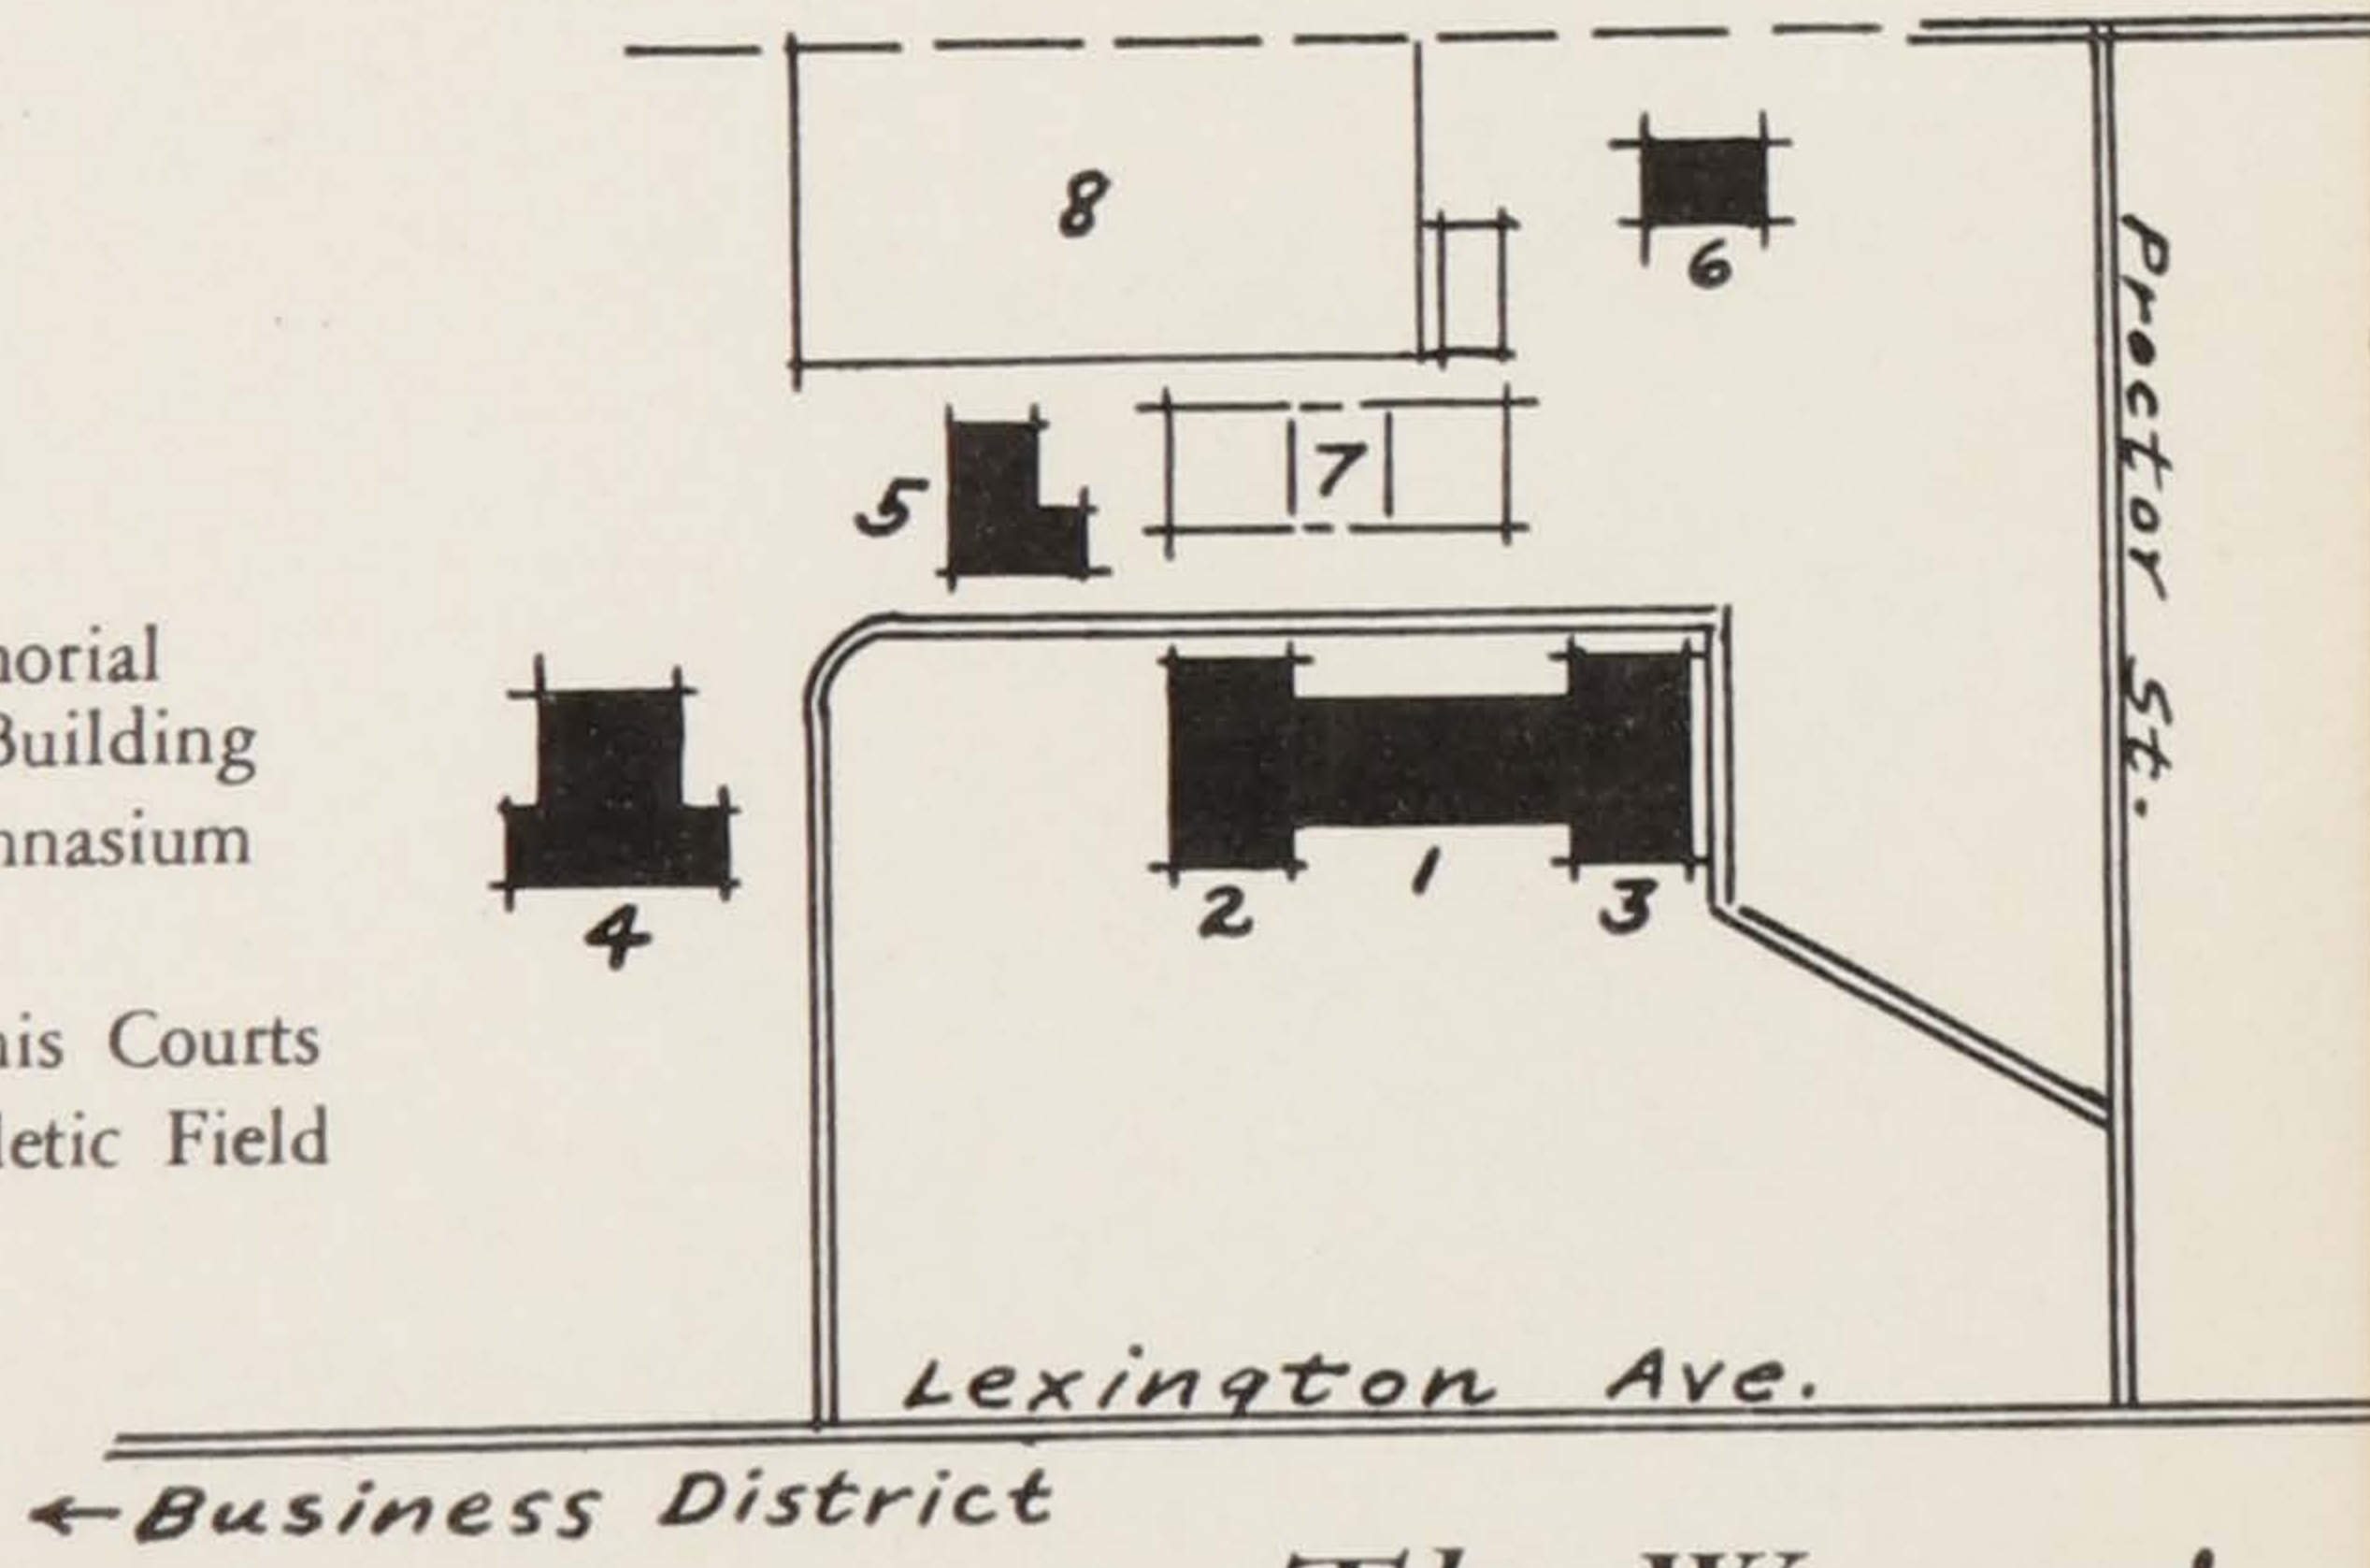 8
6
7
5
Proctor St.
norial
Building
nnasium
2
1
3
4
nis Courts
letic Field
Lexington Ave.
←Business District